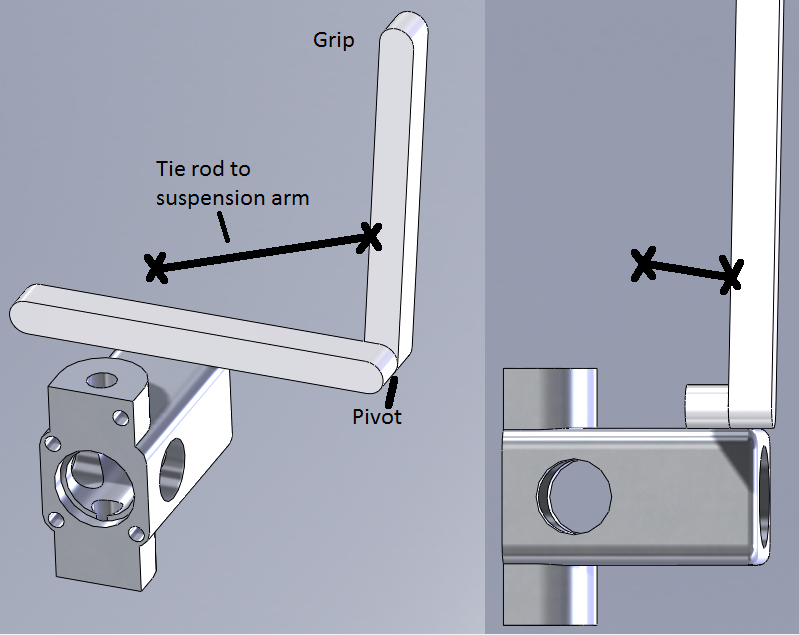 Grip
Tie rod to
suspension arm
Pivot